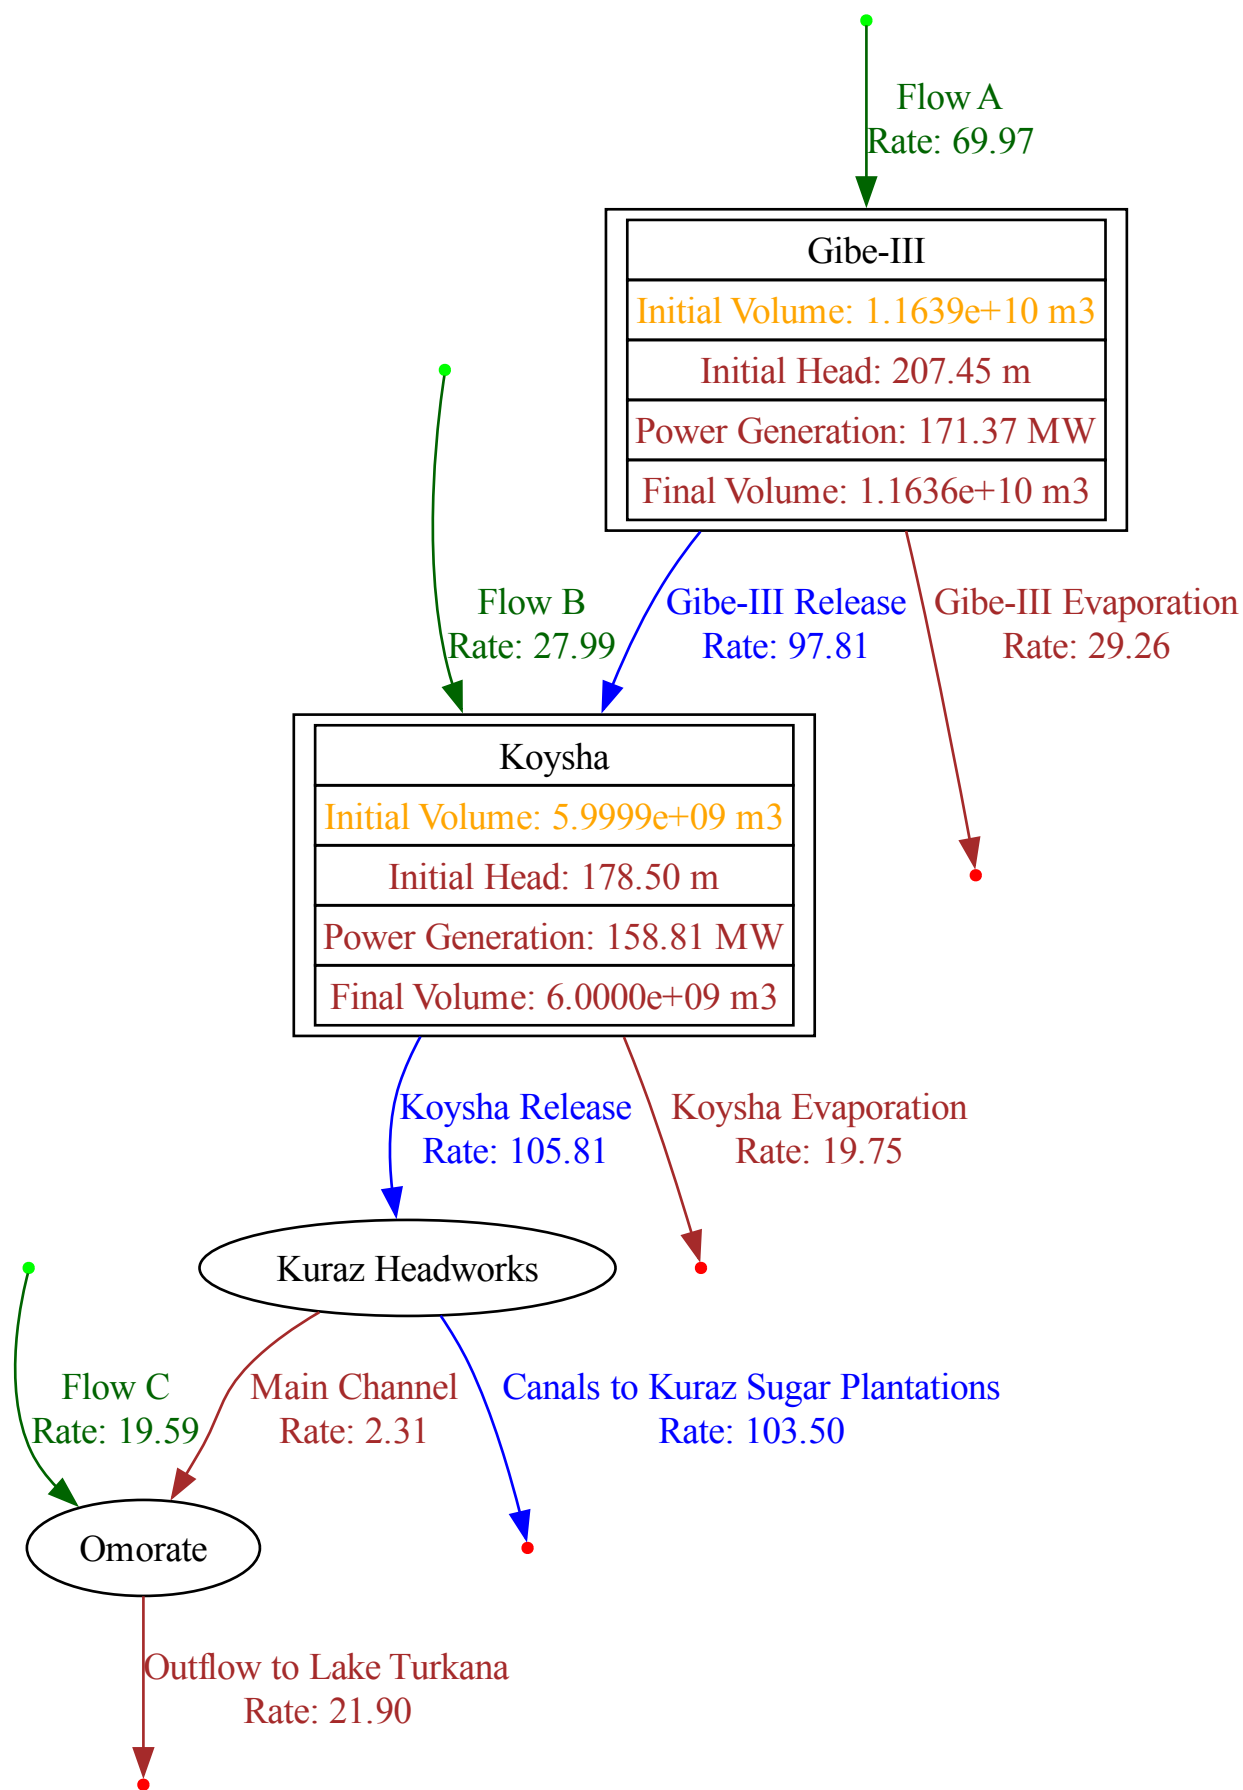 Flow A
Rate: 69.97
Gibe-III
Initial Volume: 1.1639e+10 m3
Initial Head: 207.45 m
Power Generation: 171.37 MW
Final Volume: 1.1636e+10 m3
Flow B
Rate: 27.99
Gibe-III Release
Rate: 97.81
Gibe-III Evaporation
Rate: 29.26
Koysha
Initial Volume: 5.9999e+09 m3
Initial Head: 178.50 m
Power Generation: 158.81 MW
Final Volume: 6.0000e+09 m3
Koysha Release
Rate: 105.81
Koysha Evaporation
Rate: 19.75
Kuraz Headworks
Flow C
Rate: 19.59
Main Channel
Rate: 2.31
Canals to Kuraz Sugar Plantations
Rate: 103.50
Omorate
Outflow to Lake Turkana
Rate: 21.90